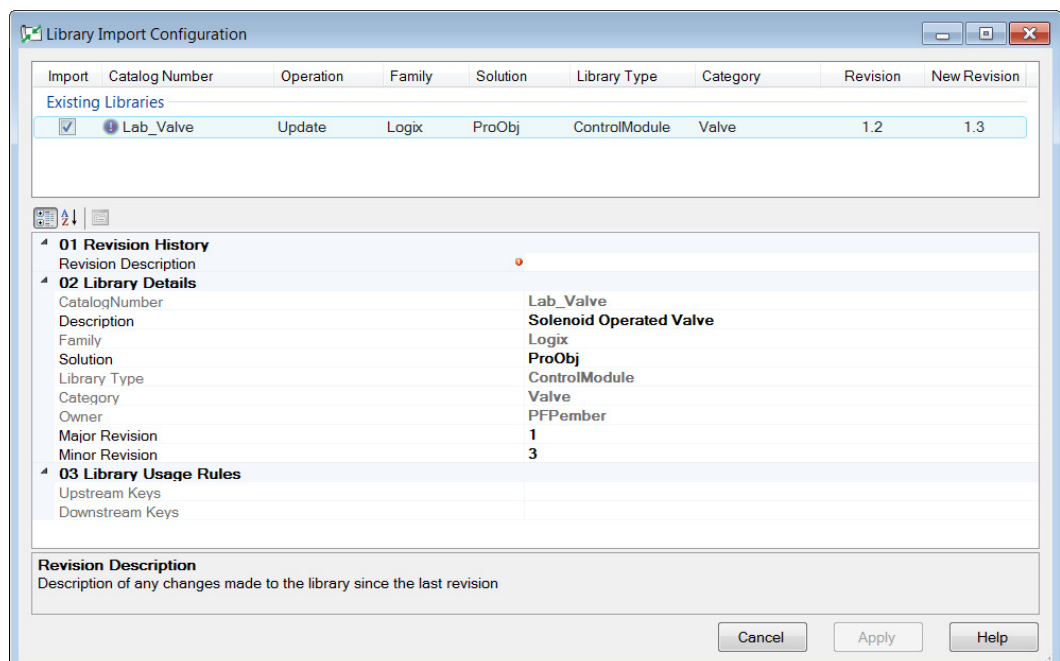 Library Import Configuration
Import Catalog Number Operation Family Solution Library Type Category Revision New Revision
Existing Libraries
Lab_Valve Update Logix ProObj ControlModule Valve 1.2 1.3
01 Revision History
Revision Description
02 Library Details
CatalogNumber Lab_Valve
Description Solenoid Operated Valve
Family Logix
Solution ProObj
Library Type ControlModule
Category Valve
Owner PFPember
Major Revision 1
Minor Revision 3
03 Library Usage Rules
Upstream Keys
Downstream Keys
Revision Description
Description of any changes made to the library since the last revision
Cancel Apply Help